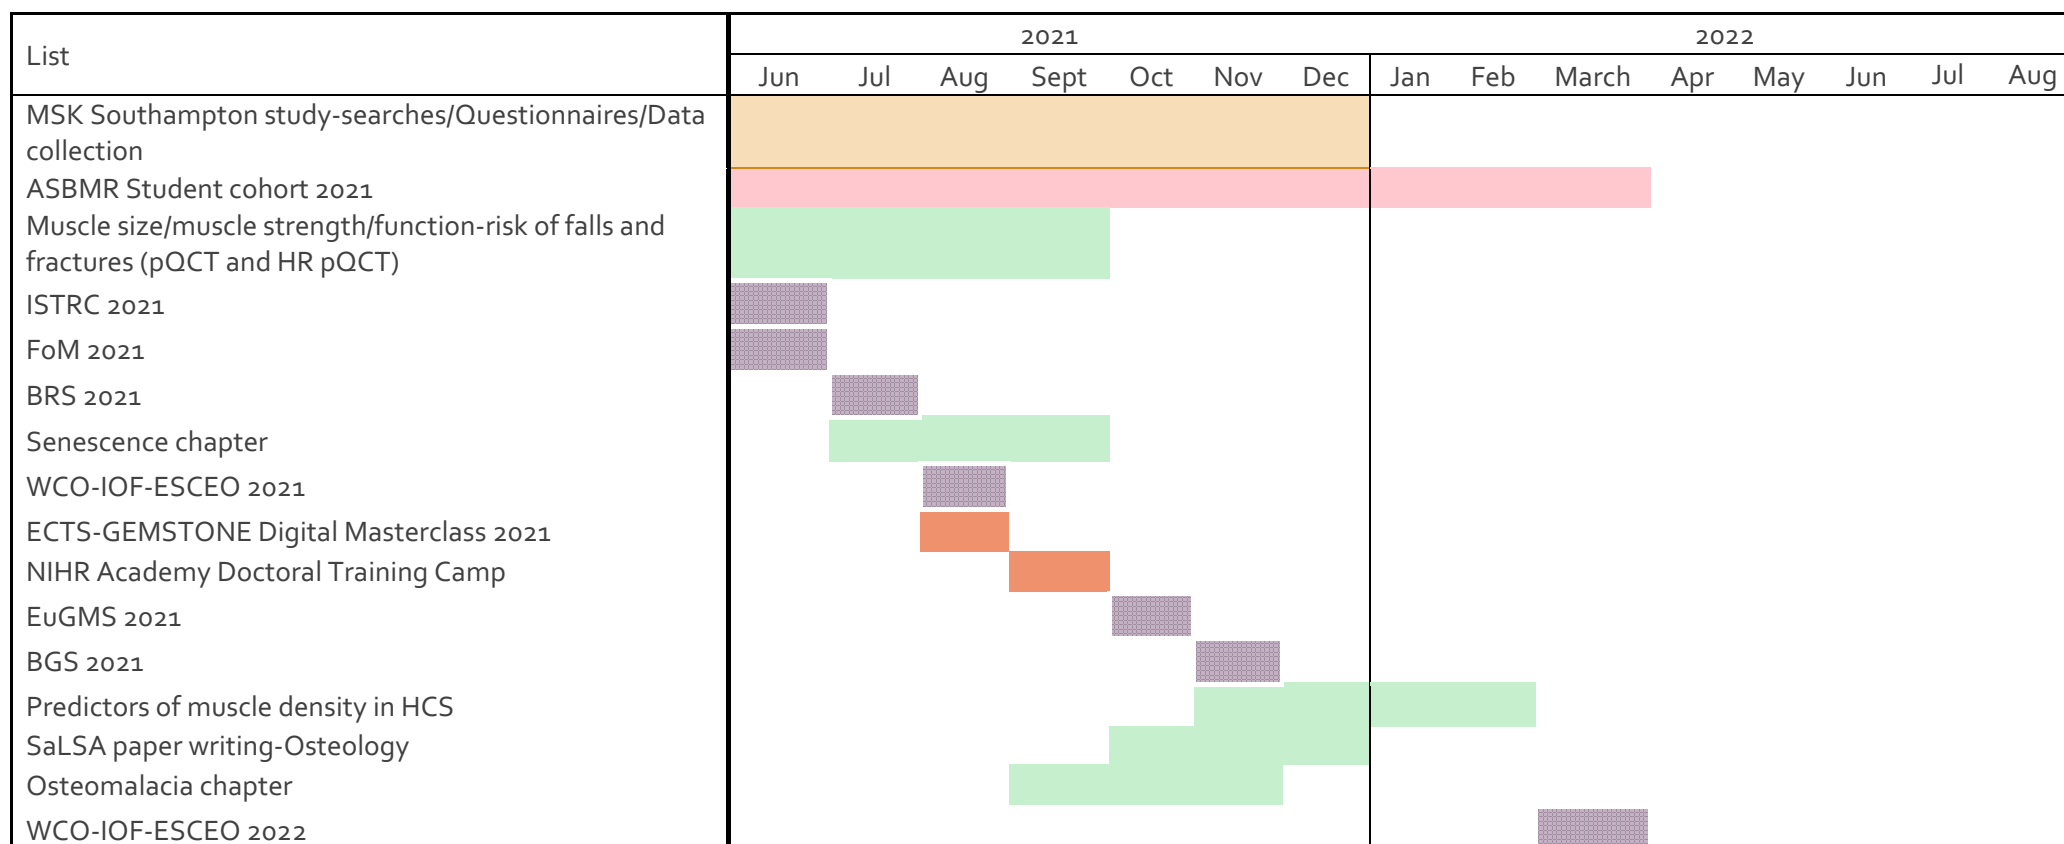 List
2021
2022
Jun Jul Aug Sept Oct Nov Dec Jan Feb March Apr May Jun Jul Aug
MSK Southampton study-searches/Questionnaires/Data
collection
ASBMR Student cohort 2021
Muscle size/muscle strength/function-risk of falls and
fractures (pQCT and HR pQCT)
ISTRC 2021
FoM 2021
BRS 2021
Senescence chapter
WCO-IOF-ESCEO 2021
ECTS-GEMSTONE Digital Masterclass 2021
NIHR Academy Doctoral Training Camp
EuGMS 2021
BGS 2021
Predictors of muscle density in HCS
SaLSA paper writing-Osteology
Osteomalacia chapter
WCO-IOF-ESCEO 2022